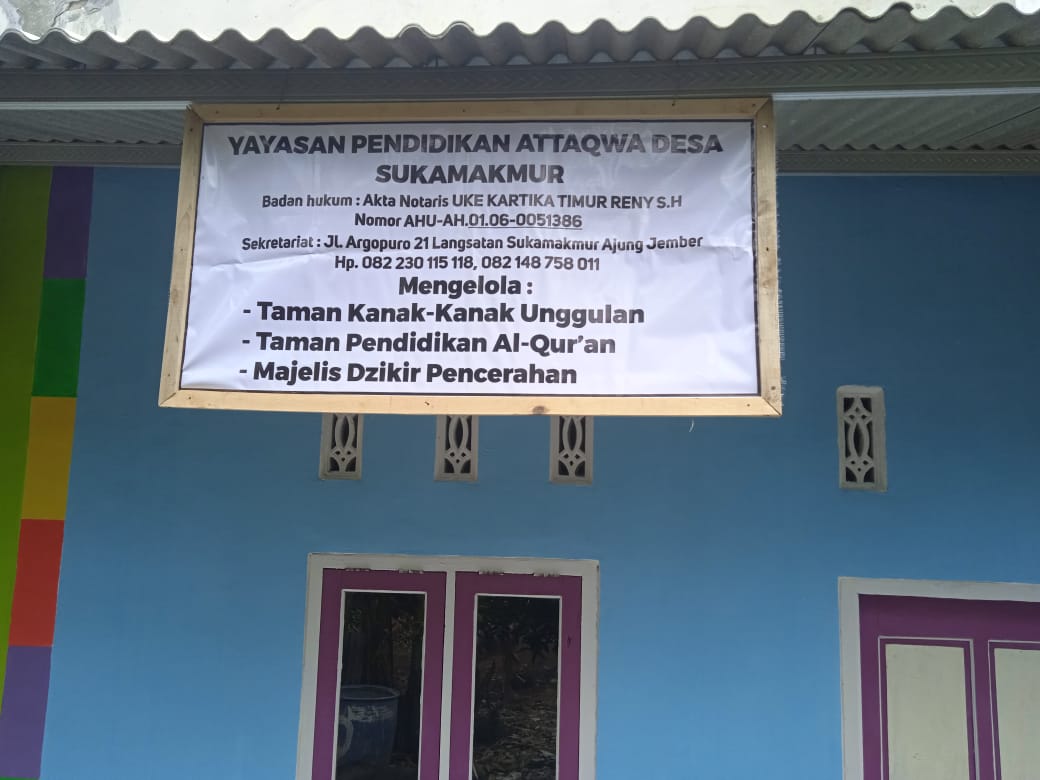 YAYASAN PENDIDIKAN ATTAQWA DESA
SUKAMAKMUR
Badan hukum : Akta Notaris UKE KARTIKA TIMUR RENY S.H
Nomor AHU-AH.01.06-0051386
Sekretariat : JL. Argopuro 21 Langsatan Sukamakmur Ajung Jember
Hp. 082 230 115 118, 082 148 758 011
Mengelola :
- Taman Kanak-Kanak Unggulan
- Taman Pendidikan Al-Qur'an
- Majelis Dzikir Pencerahan